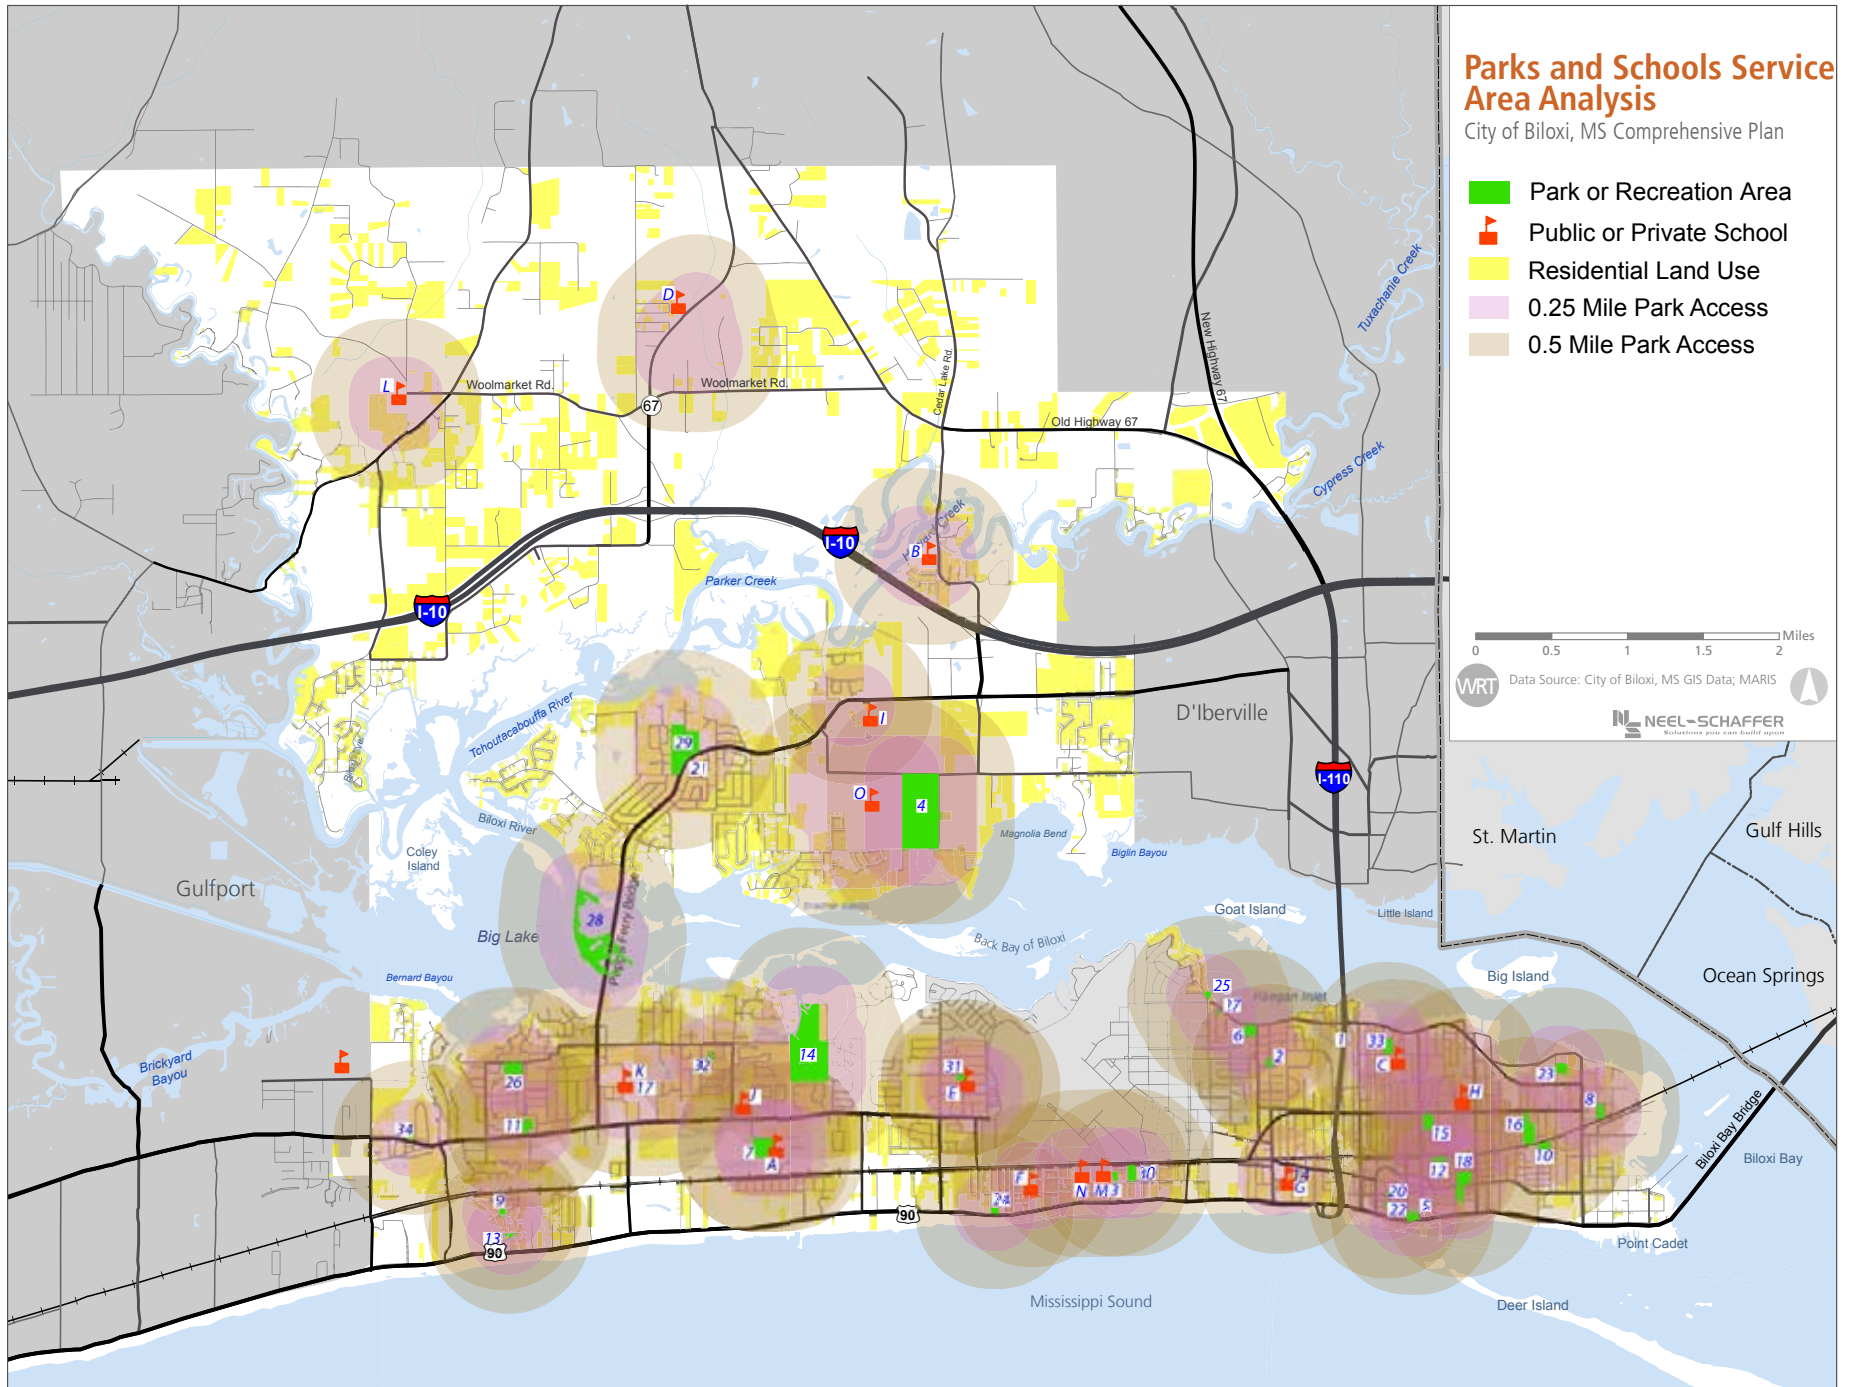 Parks and Schools Service
Area Analysis
City of Biloxi, MS Comprehensive Plan
Park or Recreation Area
Public or Private School
Residential Land Use
0.25 Mile Park Access
0.5 Mile Park Access
Miles
0 0.5 1 1.5 2
WRT
Data Source: City of Biloxi, MS GIS Data; MARIS
NEEL-SCHAFFER
Solutions you can build upon
Tuxachanie Creek
New Highway 67
D
L
Woolmarket Rd.
Woolmarket Rd.
67
Cedar Lake Rd.
Old Highway 67
Cypress Creek
I-10
B
Parker Creek
I-10
Tchoutacabouffa River
D'Iberville
I
29
21
I-110
O
4
Biloxi River
Magnolia Bend
Biglin Bayou
Coley
Island
St. Martin
Gulf Hills
Gulfport
28
Big Lake
Goat Island
Little Island
Back Bay of Biloxi
Bernard Bayou
Big Island
Ocean Springs
25
Keegan Inlet
6
2
1
33
C
Brickyard
Bayou
14
32
K
17
26
31
E
J
H
23
8
34
11
7
A
15
16
10
12
18
Biloxi Bay Bridge
Biloxi Bay
F
N
M
G
9
13
90
90
20
22
Point Cadet
Mississippi Sound
Deer Island